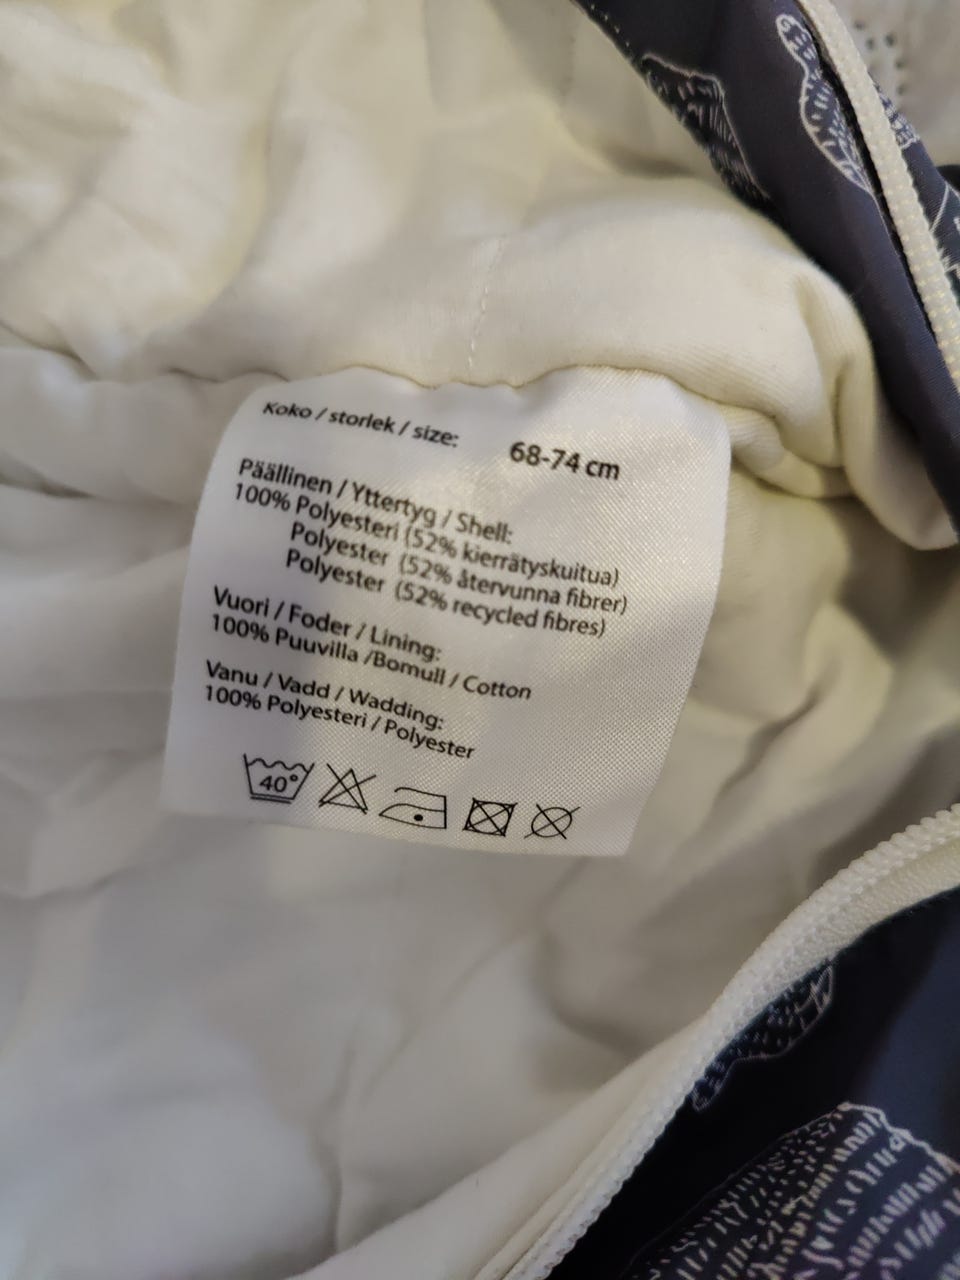 Koko / storlek / size: 68-74 cm
Päällinen / Yttertyg / Shell:
100% Polyesteri (52% kierrätyskuitua)
Polyester (52% återvunna fibrer)
Polyester (52% recycled fibres)
Vuori / Foder / Lining:
100% Puuvilla /Bomull / Cotton
Vanu / Vadd / Wadding:
100% Polyesteri / Polyester
40°